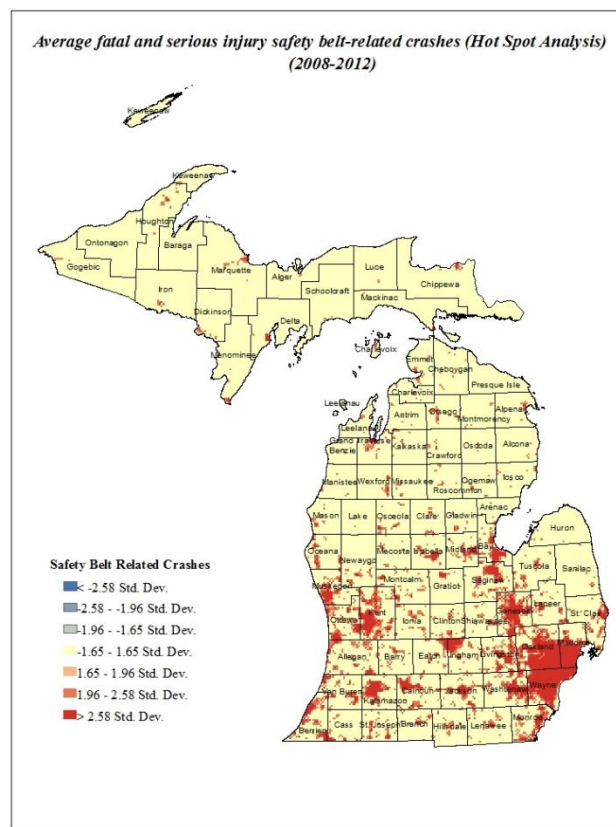 Average fatal and serious injury safety belt-related crashes (Hot Spot Analysis)
(2008-2012)
Keweenaw
Keweenaw
Houghton
Ontonagon
Baraga
Gogebic
Marquette
Alger
Luce
Chippewa
Iron
Schoolcraft
Mackinac
Dickinson
Delta
Menominee
Charlevoix
Emmet
Cheboygan
Presque Isle
Charlevoix
Leelanau
Antrim
Otsego
Montmorency
Alpena
Leelanau
Grand Traverse
Benzie
Kalkaska
Crawford
Oscoda
Alcona
Manistee
Wexford
Missaukee
Roscommon
Ogemaw
Iosco
Arenac
Mason
Lake
Osceola
Clare
Gladwin
Huron
Oceana
Newaygo
Mecosta
Isabella
Midland
Bay
Tuscola
Sanilac
Safety Belt Related Crashes
< -2.58 Std. Dev.
-2.58 - -1.96 Std. Dev.
-1.96 - -1.65 Std. Dev.
-1.65 - 1.65 Std. Dev.
1.65 - 1.96 Std. Dev.
1.96 - 2.58 Std. Dev.
> 2.58 Std. Dev.
Muskegon
Montcalm
Gratiot
Saginaw
Lapeer
St. Clair
Ottawa
Kent
Ionia
Clinton
Shiawassee
Genesee
Oakland
Macomb
Allegan
Barry
Eaton
Ingham
Livingston
Van Buren
Kalamazoo
Calhoun
Jackson
Washtenaw
Wayne
Berrien
Cass
St. Joseph
Branch
Hillsdale
Lenawee
Monroe